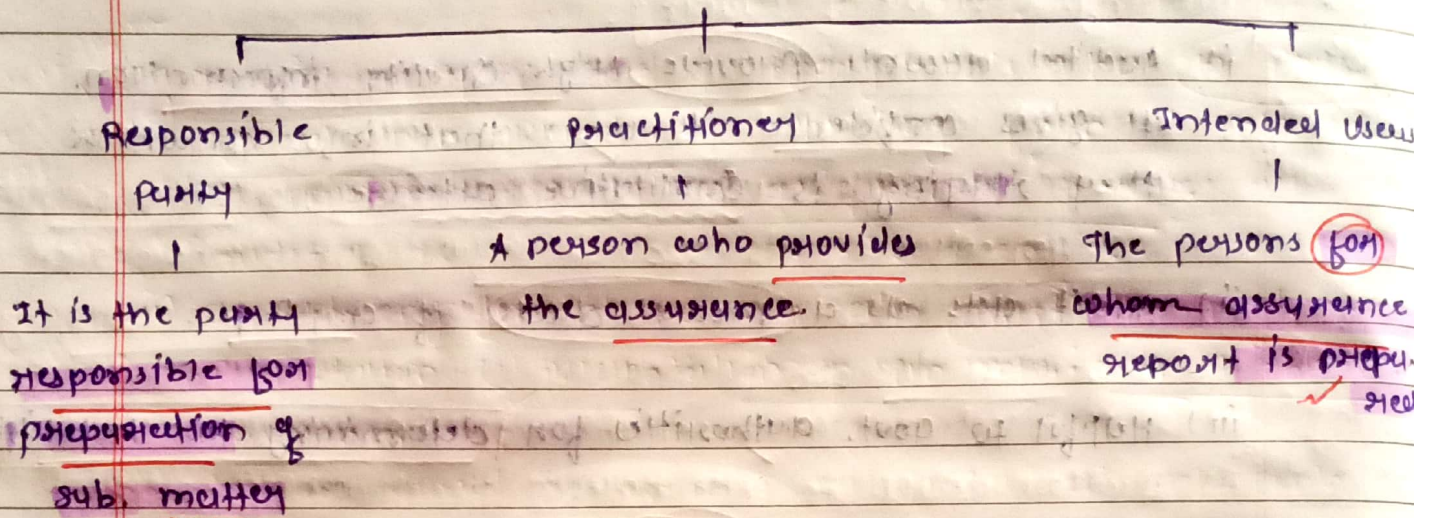 Responsible Practitioner Intended Users
Party
A person who provides The persons for
It is the party the assurance. whom assurance
responsible for report is prepa-
preparation of red
sub. matter